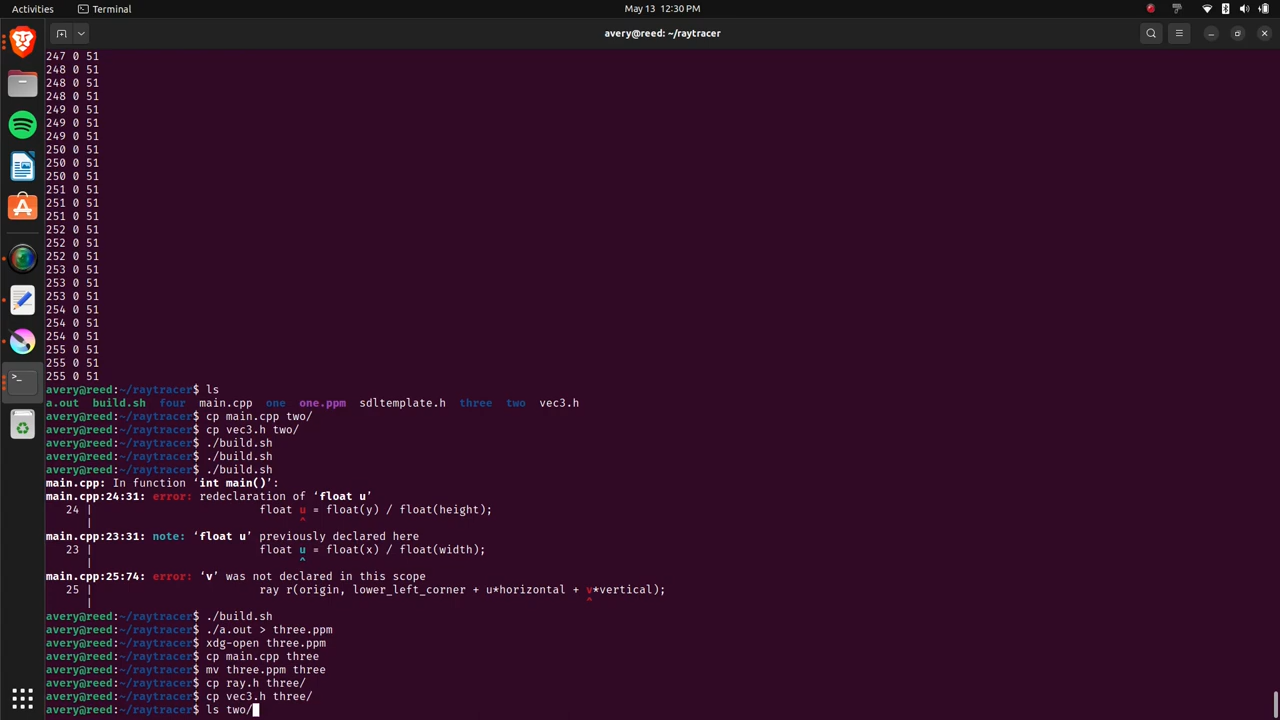 Activities Terminal May 13 12:30 PM
avery@reed: ~/raytracer
247 0 51
248 0 51
248 0 51
248 0 51
249 0 51
249 0 51
249 0 51
250 0 51
250 0 51
250 0 51
251 0 51
251 0 51
251 0 51
252 0 51
252 0 51
252 0 51
253 0 51
253 0 51
253 0 51
254 0 51
254 0 51
254 0 51
255 0 51
255 0 51
255 0 51
avery@reed:~/raytracer$ ls
a.out build.sh four main.cpp one one.ppm sdltemplate.h three two vec3.h
avery@reed:~/raytracer$ cp main.cpp two/
avery@reed:~/raytracer$ cp vec3.h two/
avery@reed:~/raytracer$ ./build.sh
avery@reed:~/raytracer$ ./build.sh
avery@reed:~/raytracer$ ./build.sh
main.cpp: In function ‘int main()’:
main.cpp:24:31: error: redeclaration of ‘float u’
24 | float u = float(y) / float(height);
| ^
main.cpp:23:31: note: ‘float u’ previously declared here
23 | float u = float(x) / float(width);
| ^
main.cpp:25:74: error: ‘v’ was not declared in this scope
25 | ray r(origin, lower_left_corner + u*horizontal + v*vertical);
| ^
avery@reed:~/raytracer$ ./build.sh
avery@reed:~/raytracer$ ./a.out > three.ppm
avery@reed:~/raytracer$ xdg-open three.ppm
avery@reed:~/raytracer$ cp main.cpp three
avery@reed:~/raytracer$ mv three.ppm three
avery@reed:~/raytracer$ cp ray.h three/
avery@reed:~/raytracer$ cp vec3.h three/
avery@reed:~/raytracer$ ls two/